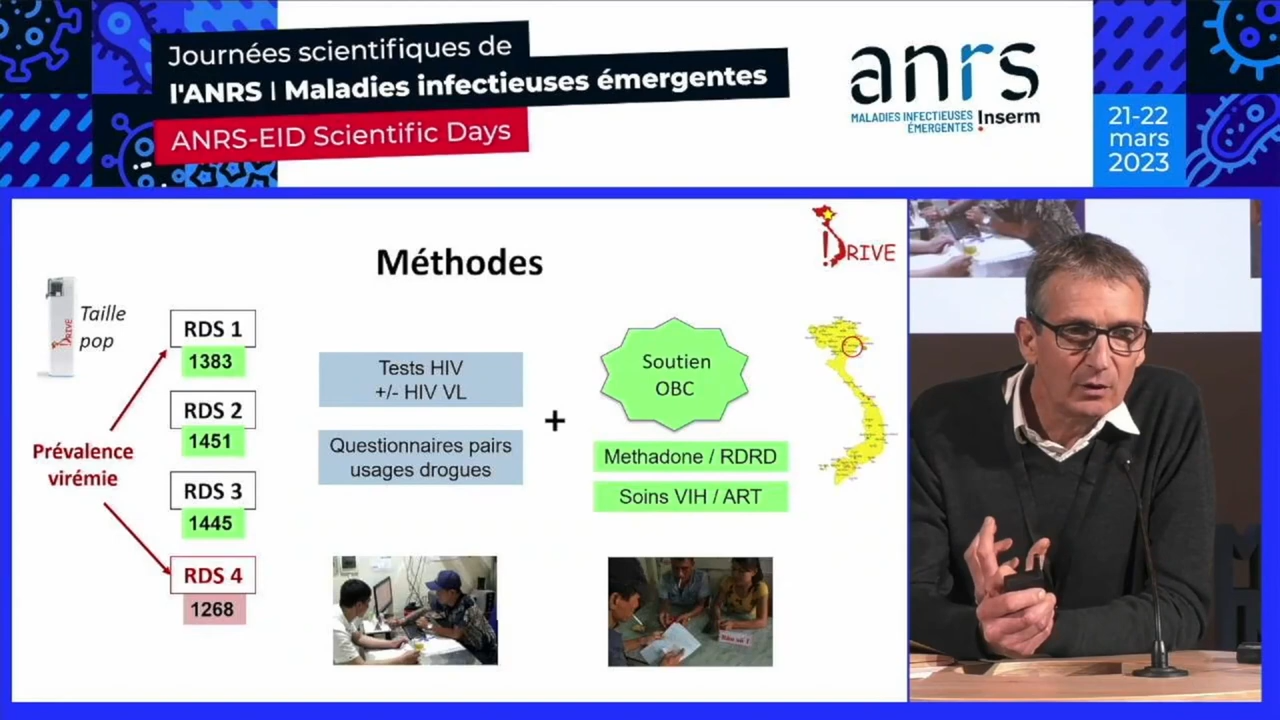 Journées scientifiques de
l'ANRS | Maladies infectieuses émergentes
ANRS-EID Scientific Days
anrs
MALADIES INFECTIEUSES
ÉMERGENTES
Inserm
21-22
mars
2023
Méthodes
DRIVE
DRIVE
Taille
pop
RDS 1
1383
RDS 2
1451
RDS 3
1445
RDS 4
1268
Prévalence
virémie
Tests HIV
+/- HIV VL
Questionnaires pairs
usages drogues
+
Soutien
OBC
Methadone / RDRD
Soins VIH / ART